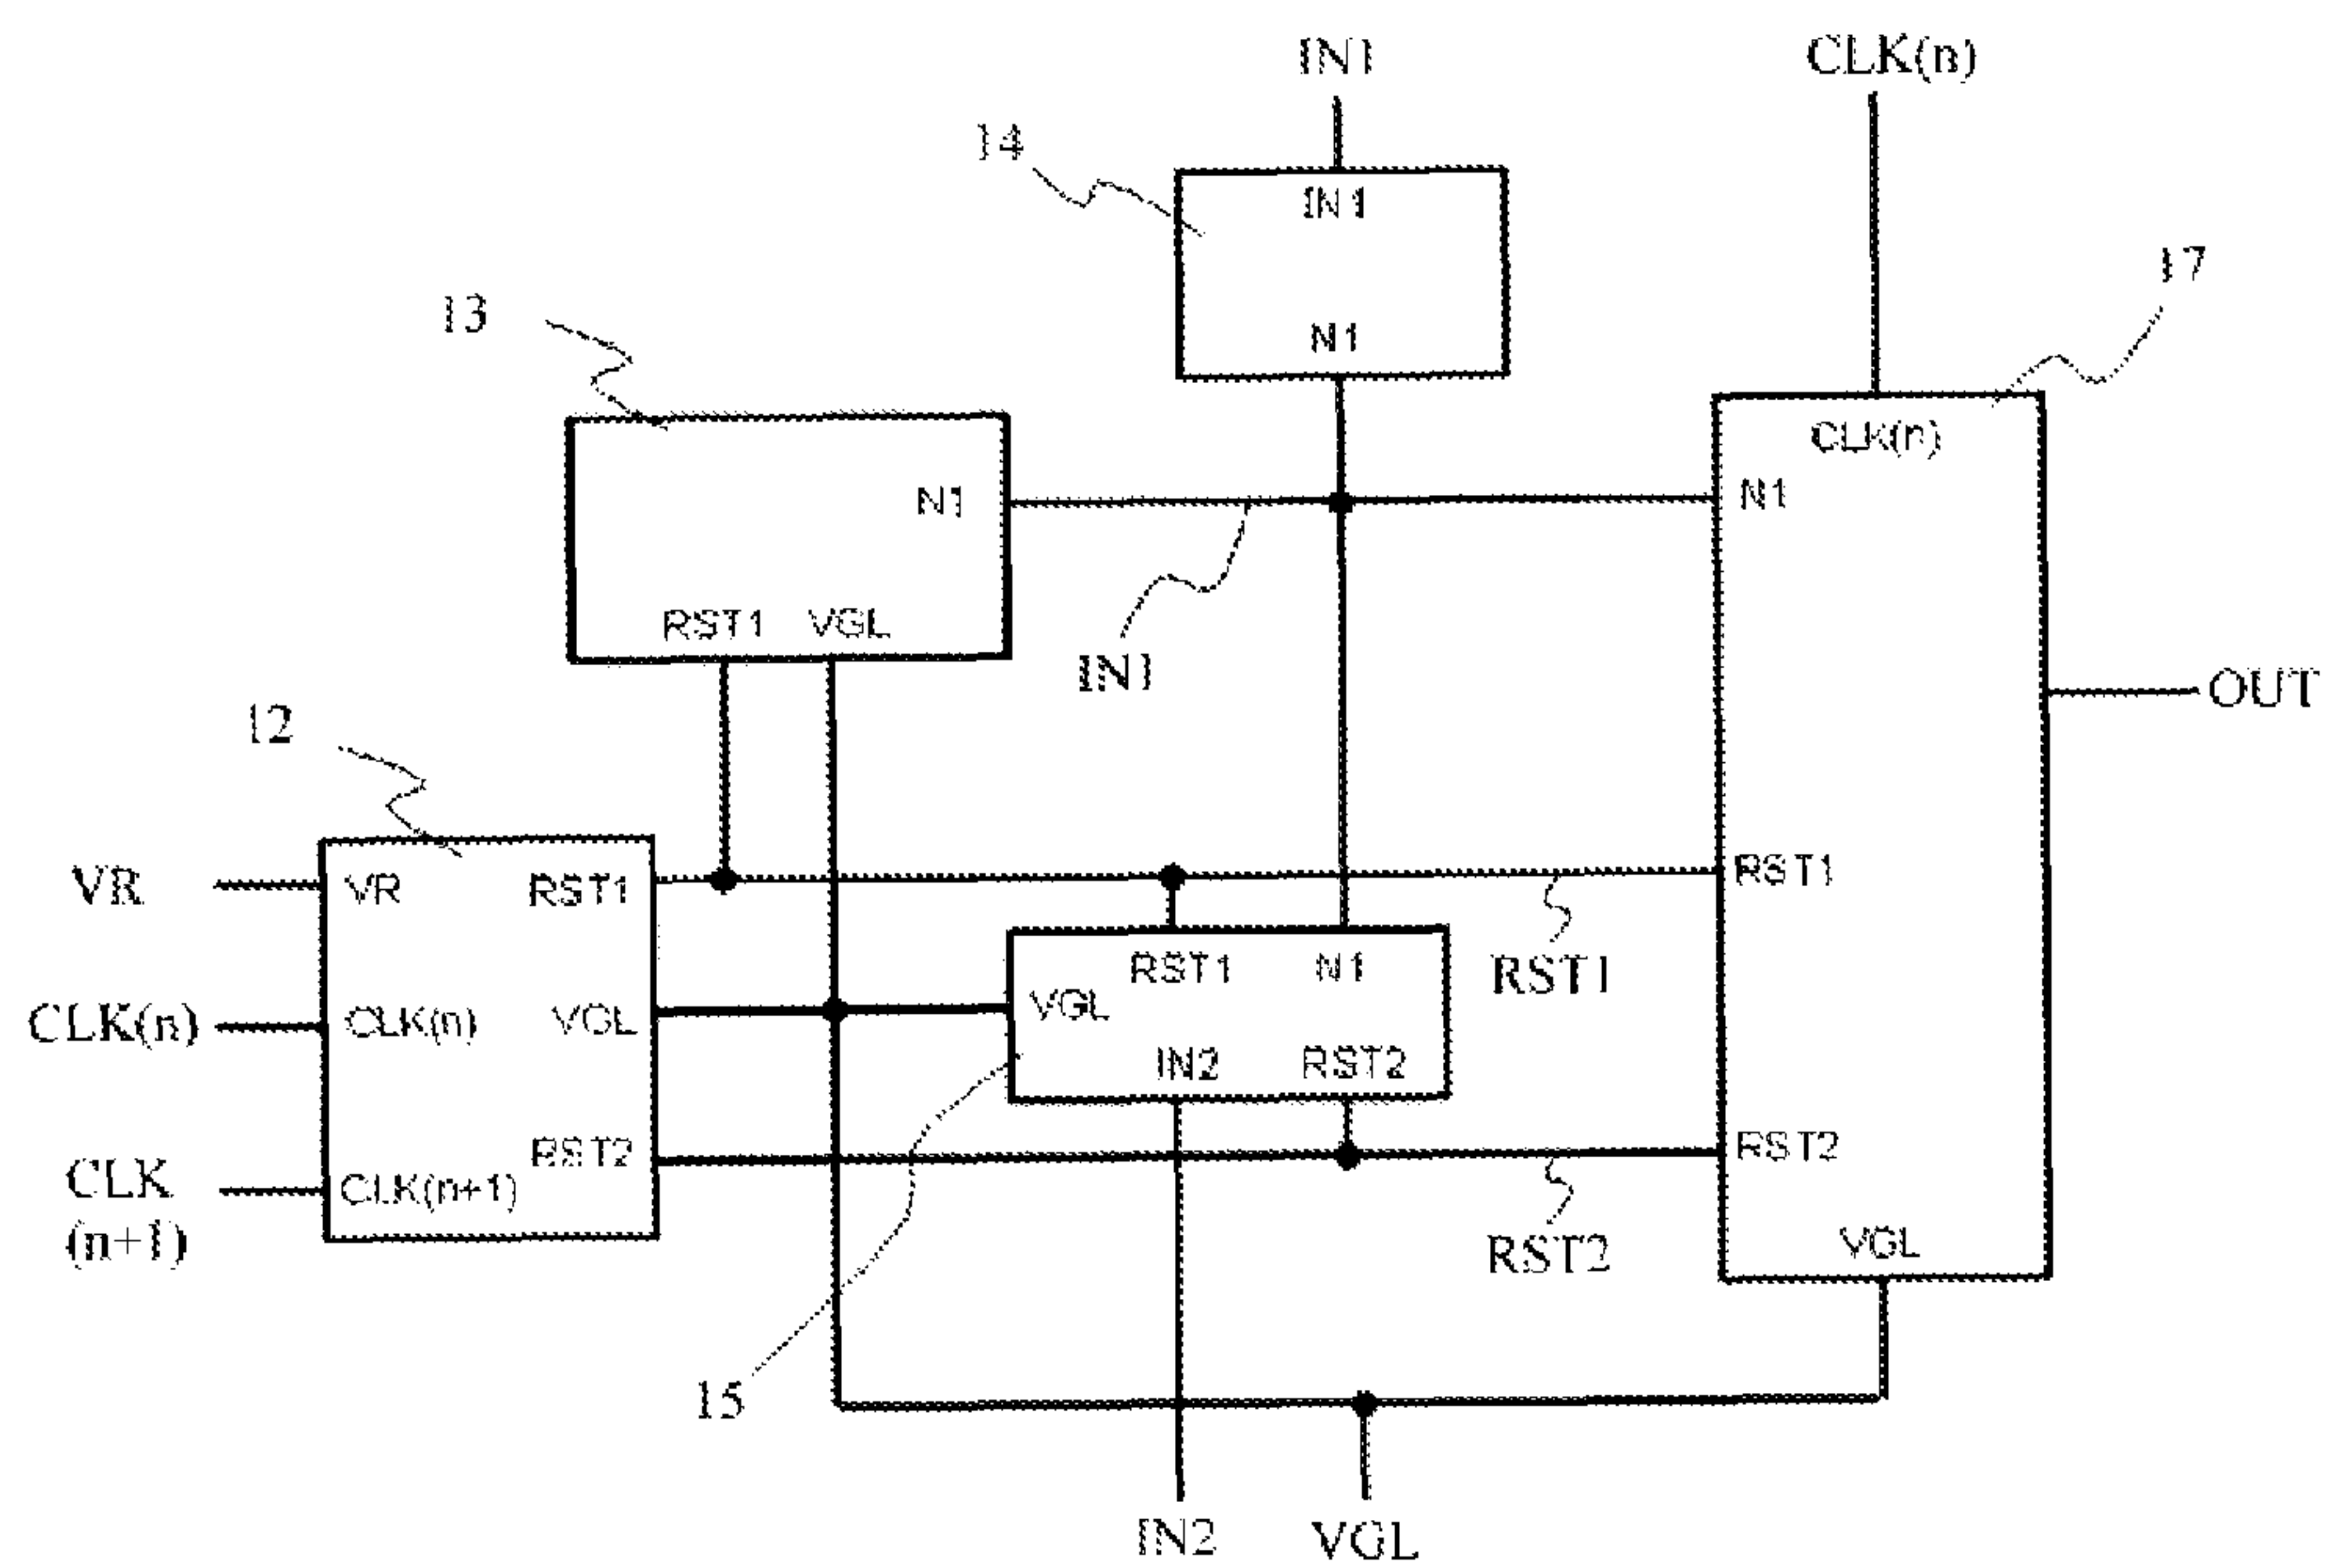 IN1
CLK(n)
14
IN1
17
13
N1
CLK(n)
N1
N1
RST1 VGL
IN1
OUT
12
VR
VR
RST1
RST1
RST1
N1
RST1
CLK(n)
CLK(n)
VGL
VGL
IN2
RST2
RST2
RST2
CLK
(n+1)
CLK(n+1)
RST2
VGL
15
IN2
VGL